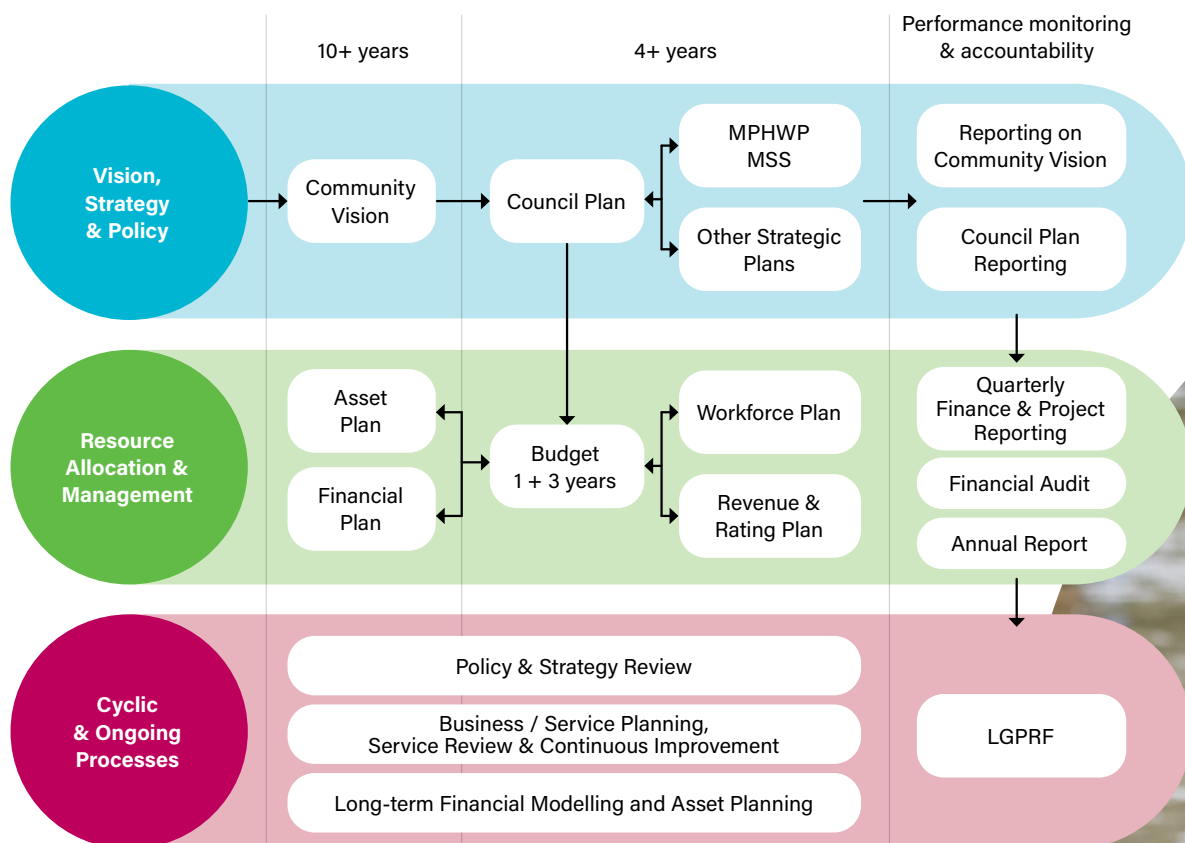 10+ years
4+ years
Performance monitoring
& accountability
Vision,
Strategy
& Policy
Community
Vision
Council Plan
MPHWP
MSS
Other Strategic
Plans
Reporting on
Community Vision
Council Plan
Reporting
Resource
Allocation &
Management
Asset
Plan
Financial
Plan
Budget
1 + 3 years
Workforce Plan
Revenue &
Rating Plan
Quarterly
Finance & Project
Reporting
Financial Audit
Annual Report
Cyclic
& Ongoing
Processes
Policy & Strategy Review
Business / Service Planning,
Service Review & Continuous Improvement
Long-term Financial Modelling and Asset Planning
LGPRF